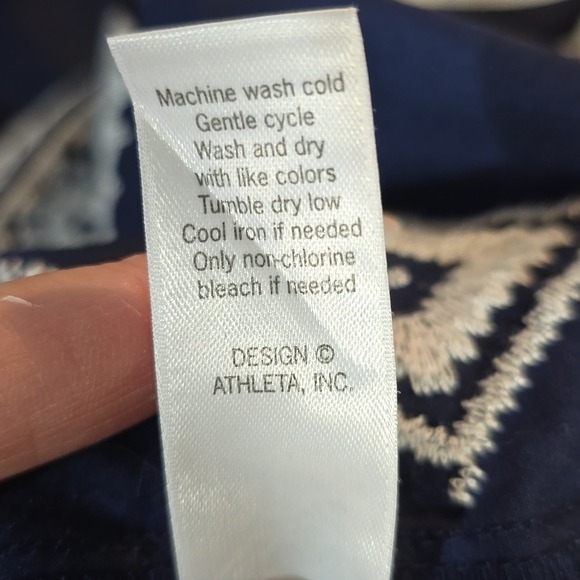 Machine wash cold
Gentle cycle
Wash and dry
with like colors
Tumble dry low
Cool iron if needed
Only non-chlorine
bleach if needed
DESIGN ©
ATHLETA, INC.